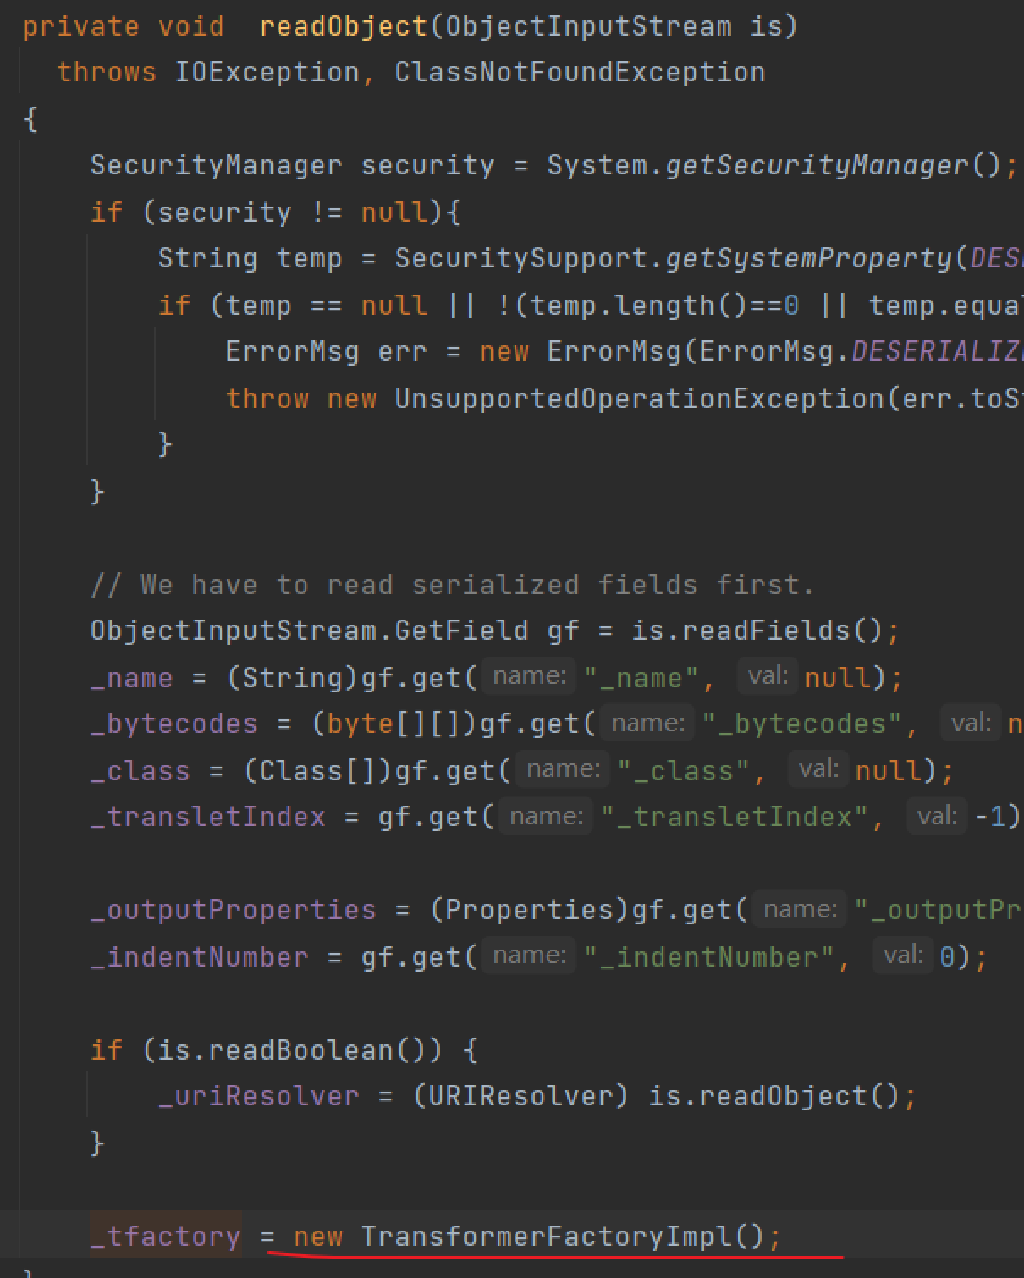 private void  readObject(ObjectInputStream is)
throws IOException, ClassNotFoundException
{
SecurityManager security = System.getSecurityManager();
if (security != null){
String temp = SecuritySupport.getSystemProperty(DES
if (temp == null || !(temp.length()==0 || temp.equal
ErrorMsg err = new ErrorMsg(ErrorMsg.DESERIALIZ
throw new UnsupportedOperationException(err.toSt
}
}
// We have to read serialized fields first.
ObjectInputStream.GetField gf = is.readFields();
_name = (String)gf.get( name: "_name", val: null);
_bytecodes = (byte[][])gf.get( name: "_bytecodes", val: n
_class = (Class[])gf.get( name: "_class", val: null);
_transletIndex = gf.get( name: "_transletIndex", val: -1)
_outputProperties = (Properties)gf.get( name: "_outputPr
_indentNumber = gf.get( name: "_indentNumber", val: 0);
if (is.readBoolean()) {
_uriResolver = (URIResolver) is.readObject();
}
_tfactory = new TransformerFactoryImpl();
}